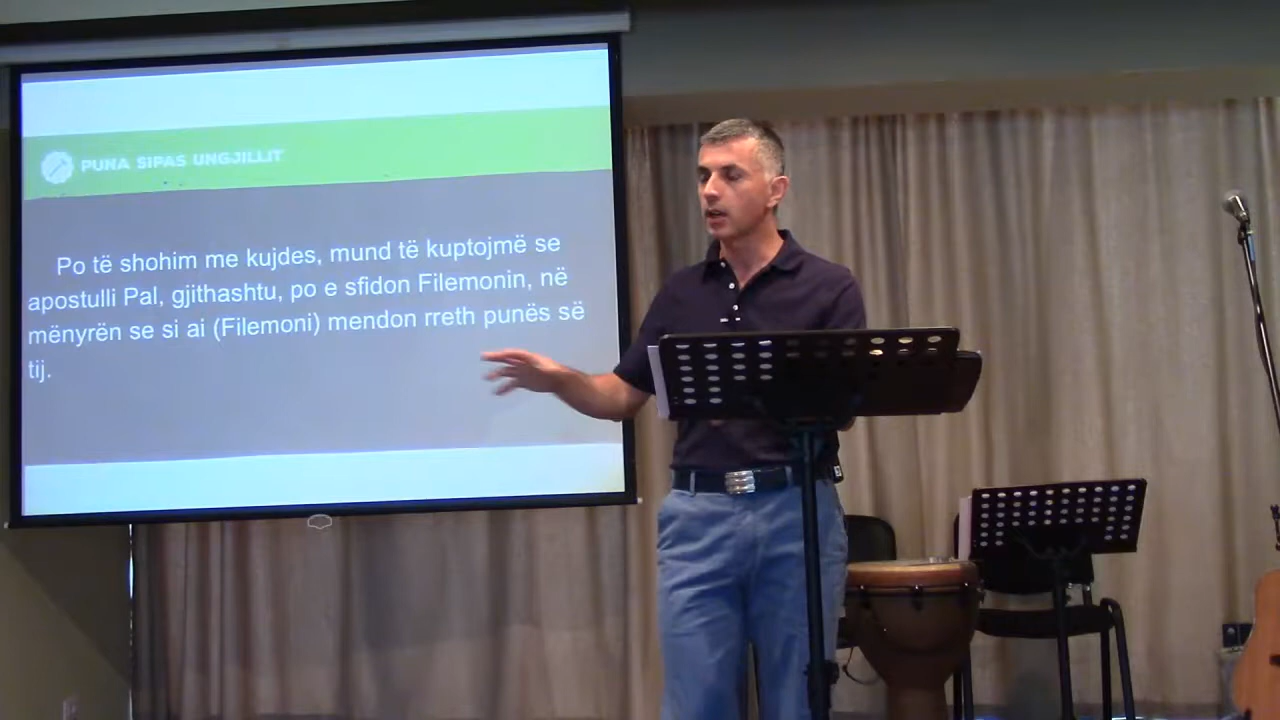 PUNA SIPAS UNGJILLIT
Po të shohim me kujdes, mund të kuptojmë se
apostulli Pal, gjithashtu, po e sfidon Filemonin, në
mënyrën se si ai (Filemoni) mendon rreth punës së
tij.